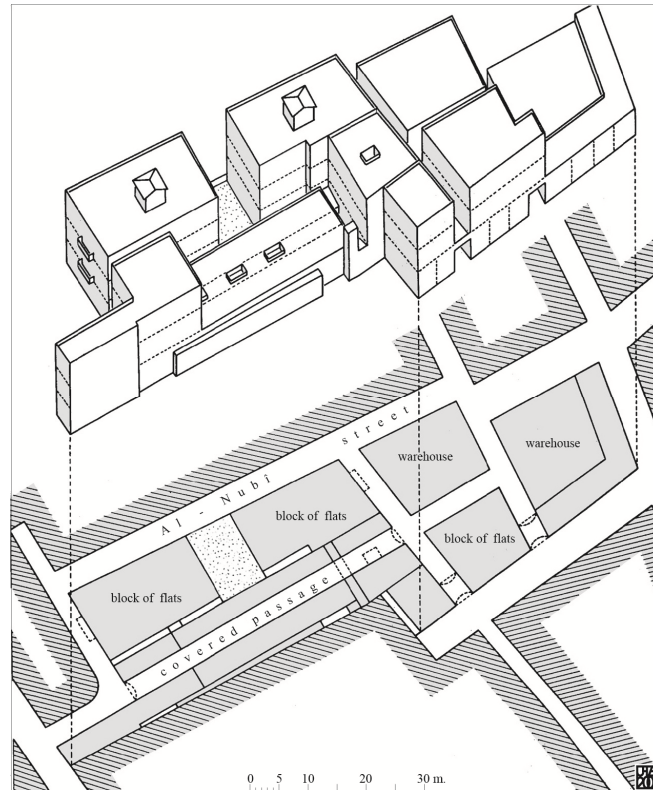 Al - Nubî street
warehouse
warehouse
block of flats
block of flats
block of flats
covered passage
0 5 10 20 30 m.